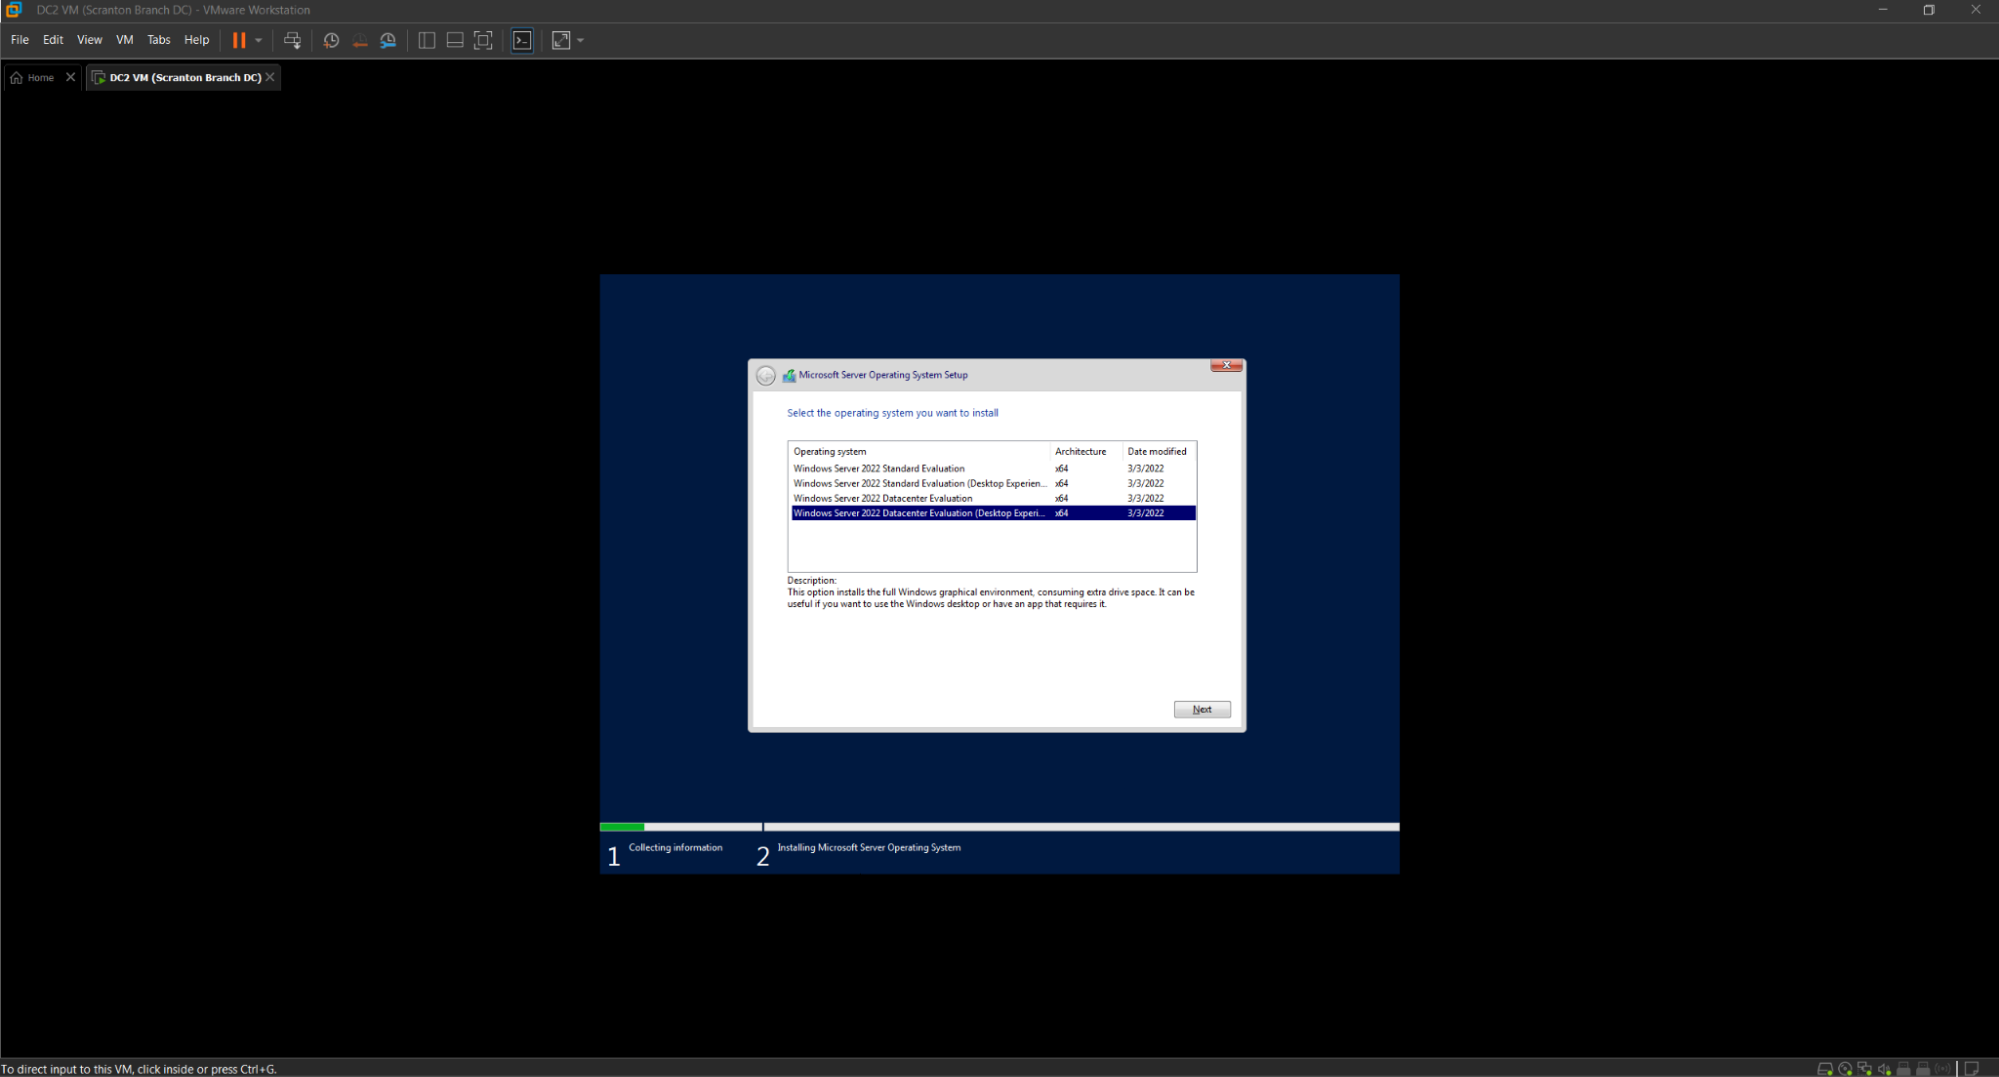 DC2 VM (Scranton Branch DC) - VMware Workstation
File Edit View VM Tabs Help
Home
DC2 VM (Scranton Branch DC)
Microsoft Server Operating System Setup
Select the operating system you want to install
Operating system Architecture Date modified
Windows Server 2022 Standard Evaluation x64 3/3/2022
Windows Server 2022 Standard Evaluation (Desktop Experien... x64 3/3/2022
Windows Server 2022 Datacenter Evaluation x64 3/3/2022
Windows Server 2022 Datacenter Evaluation (Desktop Experi... x64 3/3/2022
Description:
This option installs the full Windows graphical environment, consuming extra drive space. It can be
useful if you want to use the Windows desktop or have an app that requires it.
Next
1 Collecting information 2 Installing Microsoft Server Operating System
To direct input to this VM, click inside or press Ctrl+G.